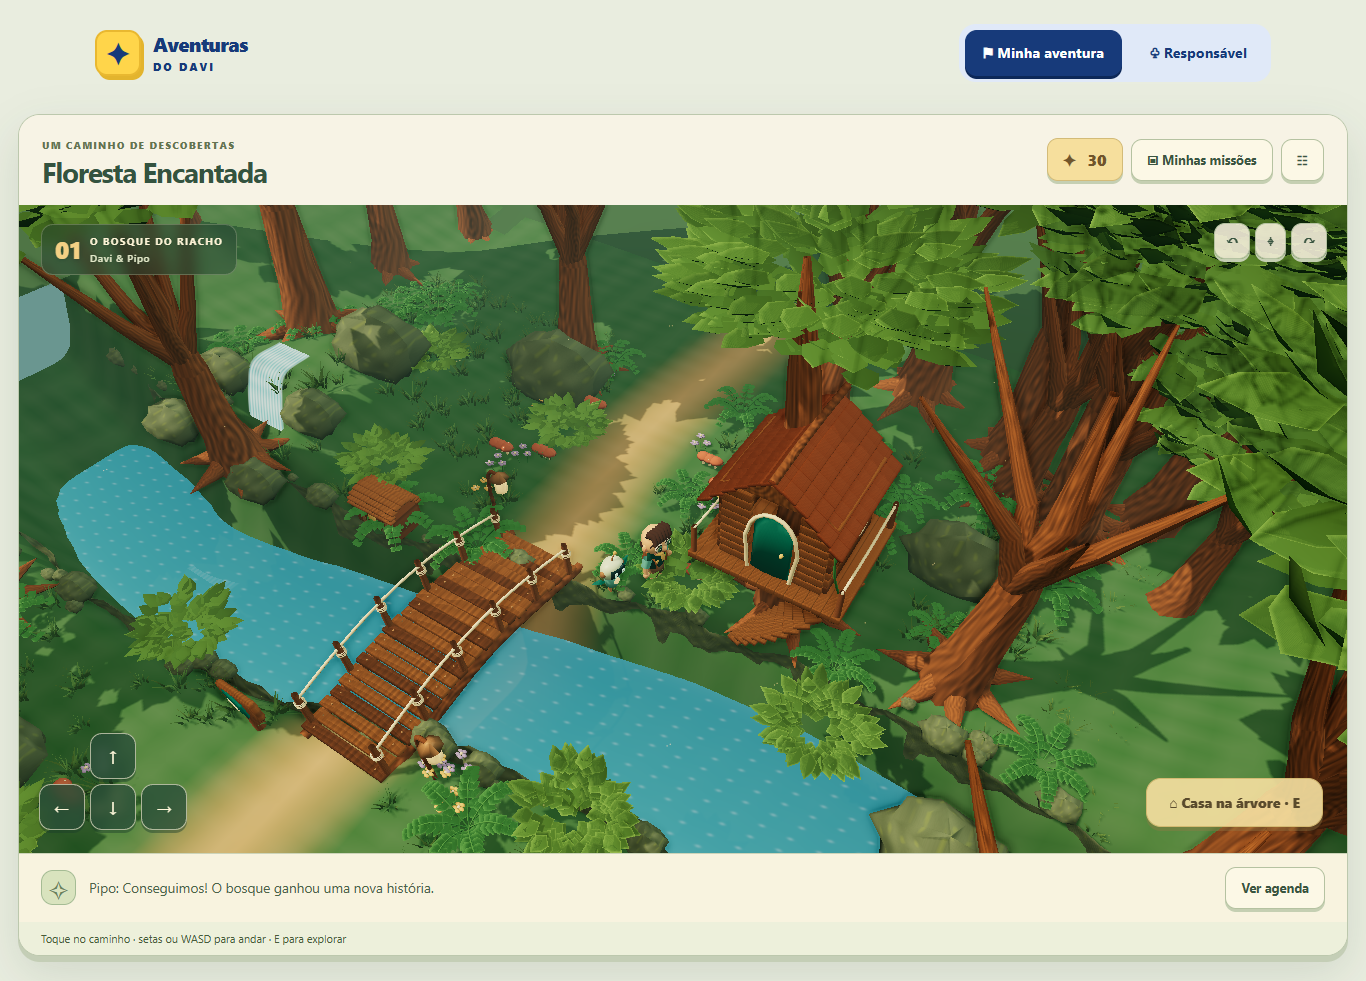 Aventuras
DO DAVI
Minha aventura
Responsável
UM CAMINHO DE DESCOBERTAS
Floresta Encantada
30
Minhas missões
01
O BOSQUE DO RIACHO
Davi & Pipo
Casa na árvore · E
Pipo: Conseguimos! O bosque ganhou uma nova história.
Ver agenda
Toque no caminho · setas ou WASD para andar · E para explorar